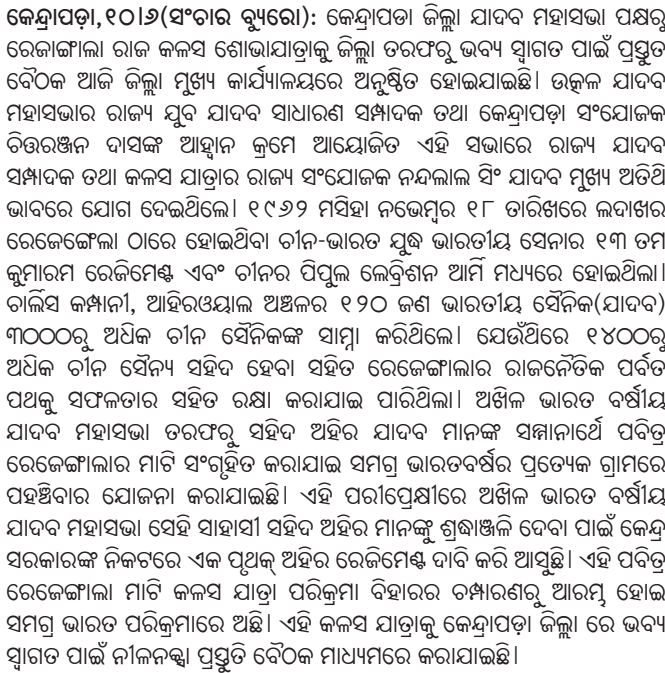 କେନ୍ଦ୍ରାପଡ଼ା,୧୦|୬(ସଂଚାର ବ୍ୟୁରୋ): କେନ୍ଦ୍ରାପଡା ଜିଲ୍ଲା ଯାଦବ ମହାସଭା ପକ୍ଷରୁ
ରେଜାଙ୍ଗାଲା ରାଜ କଳସ ଶୋଭାଯାତ୍ରାକୁ ଜିଲ୍ଲା ତରଫରୁ ଭବ୍ୟ ସ୍ୱାଗତ ପାଇଁ ପ୍ରସ୍ତୁତ
ବୈଠକ ଆଜି ଜିଲ୍ଲା ମୁଖ୍ୟ କାର୍ଯ୍ୟାଳୟରେ ଅନୁଷ୍ଠିତ ହୋଇଯାଇଛି। ଉତ୍କଳ ଯାଦବ
ମହାସଭାର ରାଜ୍ୟ ଯୁବ ଯାଦବ ସାଧାରଣ ସମ୍ପାଦକ ତଥା କେନ୍ଦ୍ରାପଡ଼ା ସଂଯୋଜକ
ଚିତ୍ତରଞ୍ଜନ ଦାସଙ୍କ ଆହ୍ୱାନ କ୍ରମେ ଆୟୋଜିତ ଏହି ସଭାରେ ରାଜ୍ୟ ଯାଦବ
ସମ୍ପାଦକ ତଥା କଳସ ଯାତ୍ରାର ରାଜ୍ୟ ସଂଯୋଜକ ନନ୍ଦଲାଲ ସିଂ ଯାଦବ ମୁଖ୍ୟ ଅତିଥି
ଭାବରେ ଯୋଗ ଦେଇଥିଲେ। ୧୯୬୨ ମସିହା ନଭେମ୍ବର ୧୮ ତାରିଖରେ ଲଦାଖର
ରେଜେଙ୍ଗେଲା ଠାରେ ହୋଇଥିବା ଚୀନ-ଭାରତ ଯୁଦ୍ଧ ଭାରତୀୟ ସେନାର ୧୩ ତମ
କୁମାରମ ରେଜିମେଣ୍ଟ ଏବଂ ଚୀନର ପିପୁଲ ଲେବ୍ରିଶନ ଆର୍ମି ମଧ୍ୟରେ ହୋଇଥିଲା।
ଚାର୍ଲିସ କମ୍ପାନୀ, ଆହିରଓ୍ୱାଲ ଅଞ୍ଚଳର ୧୨୦ ଜଣ ଭାରତୀୟ ସୈନିକ(ଯାଦବ)
୩୦୦୦ରୁ ଅଧିକ ଚୀନ ସୈନିକଙ୍କ ସାମ୍ନା କରିଥିଲେ। ଯେଉଁଥିରେ ୧୪୦୦ରୁ
ଅଧିକ ଚୀନ ସୈନ୍ୟ ସହିଦ ହେବା ସହିତ ରେଜେଙ୍ଗାଲାର ରାଜନୈତିକ ପର୍ବତ
ପଥକୁ ସଫଳତାର ସହିତ ରକ୍ଷା କରାଯାଇ ପାରିଥିଲା। ଅଖିଳ ଭାରତ ବର୍ଷୀୟ
ଯାଦବ ମହାସଭା ତରଫରୁ ସହିଦ ଅହିର ଯାଦବ ମାନଙ୍କ ସମ୍ମାନାର୍ଥେ ପବିତ୍ର
ରେଜେଙ୍ଗାଲାର ମାଟି ସଂଗୃହିତ କରାଯାଇ ସମଗ୍ର ଭାରତବର୍ଷର ପ୍ରତ୍ୟେକ ଗ୍ରାମରେ
ପହଞ୍ଚିବାର ଯୋଜନା କରାଯାଇଛି। ଏହି ପରୀପ୍ରେକ୍ଷୀରେ ଅଖିଳ ଭାରତ ବର୍ଷୀୟ
ଯାଦବ ମହାସଭା ସେହି ସାହାସୀ ସହିଦ ଅହିର ମାନଙ୍କୁ ଶ୍ରଦ୍ଧାଞ୍ଜଳି ଦେବା ପାଇଁ କେନ୍ଦ୍ର
ସରକାରଙ୍କ ନିକଟରେ ଏକ ପୃଥକ୍ ଅହିର ରେଜିମେଣ୍ଟ ଦାବି କରି ଆସୁଛି। ଏହି ପବିତ୍ର
ରେଜେଙ୍ଗାଲା ମାଟି କଳସ ଯାତ୍ରା ପରିକ୍ରମା ବିହାରର ଚମ୍ପାରଣରୁ ଆରମ୍ଭ ହୋଇ
ସମଗ୍ର ଭାରତ ପରିକ୍ରମାରେ ଅଛି। ଏହି କଳସ ଯାତ୍ରାକୁ କେନ୍ଦ୍ରାପଡ଼ା ଜିଲ୍ଲା ରେ ଭବ୍ୟ
ସ୍ୱାଗତ ପାଇଁ ନୀଳନକ୍ସା ପ୍ରସ୍ତୁତି ବୈଠକ ମାଧ୍ୟମରେ କରାଯାଇଛି।